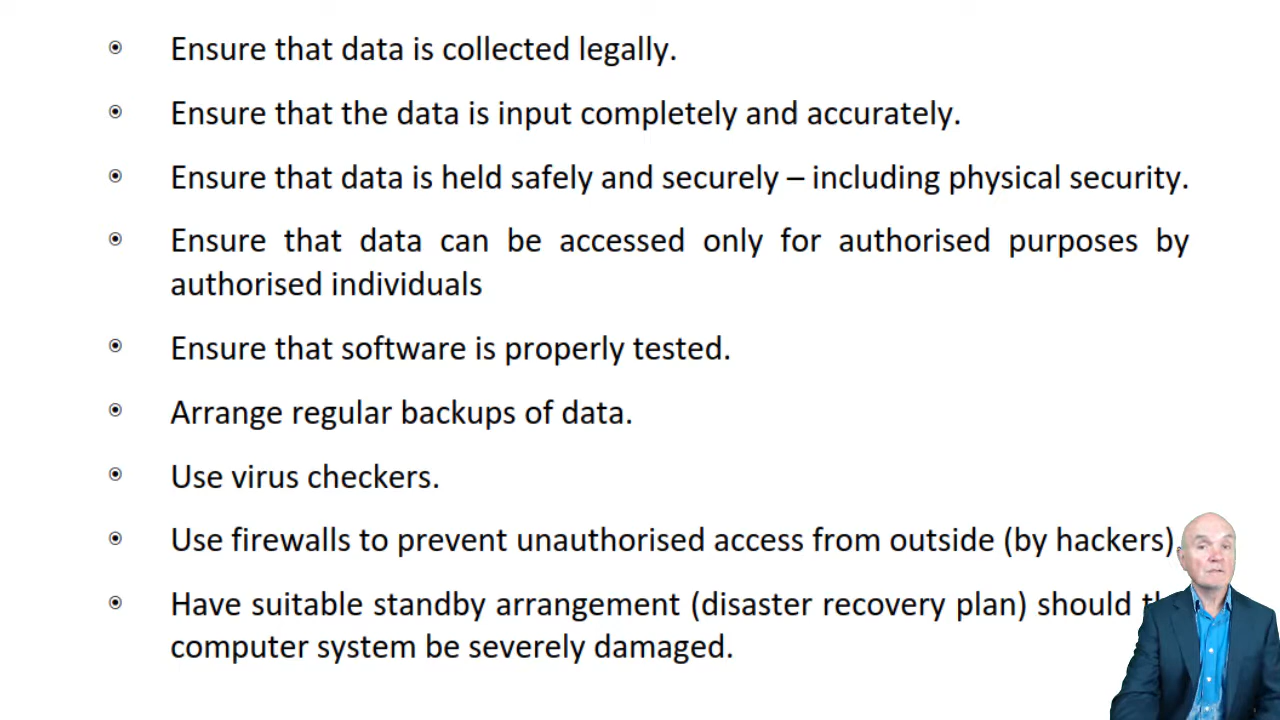 Ensure that data is collected legally.
Ensure that the data is input completely and accurately.
Ensure that data is held safely and securely – including physical security.
Ensure that data can be accessed only for authorised purposes by
authorised individuals
Ensure that software is properly tested.
Arrange regular backups of data.
Use virus checkers.
Use firewalls to prevent unauthorised access from outside (by hackers)
Have suitable standby arrangement (disaster recovery plan) should
computer system be severely damaged.